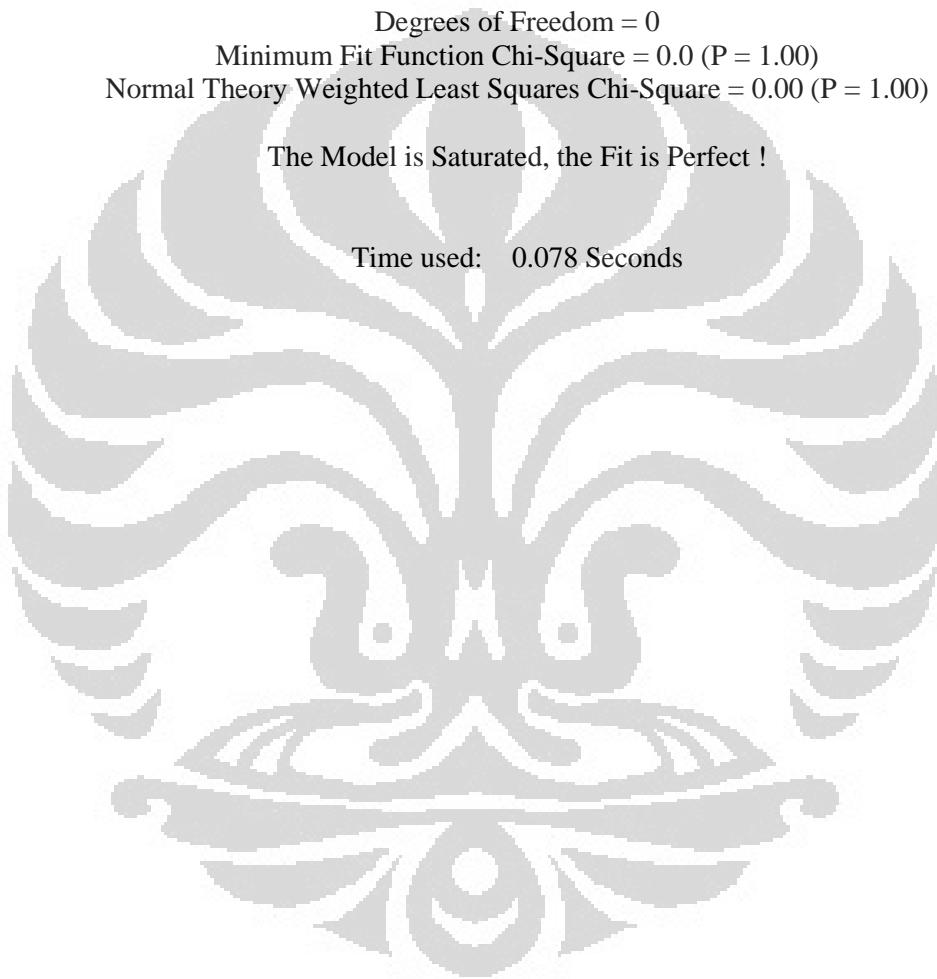 Degrees of Freedom = 0
Minimum Fit Function Chi-Square = 0.0 (P = 1.00)
Normal Theory Weighted Least Squares Chi-Square = 0.00 (P = 1.00)
The Model is Saturated, the Fit is Perfect !
Time used: 0.078 Seconds